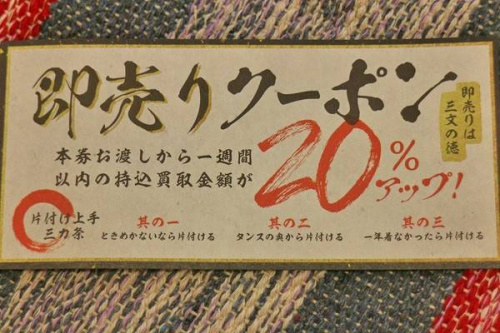 即売りクーポン
即売りは
三文の徳
本券お渡しから一週間
以内の持込買取金額が
20%
アップ!
片付け上手
三カ条
其の一
ときめかないなら片付ける
其の二
タンスの奥から片付ける
其の三
一年着なかったら片付ける